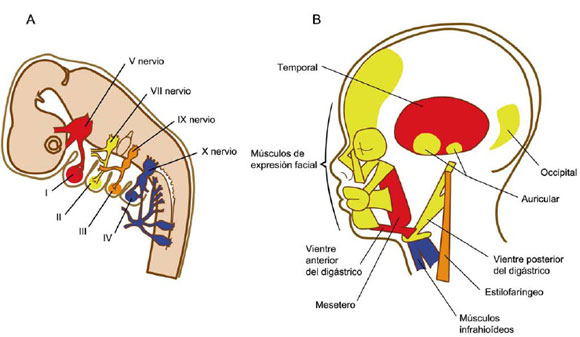 A
V nervio
VII nervio
IX nervio
X nervio
I
II
III
IV
B
Temporal
Músculos de
expresión facial
Occipital
Auricular
Vientre
anterior
del digástrico
Vientre posterior
del digástrico
Mesetero
Estilofaríngeo
Músculos
infrahioídeos